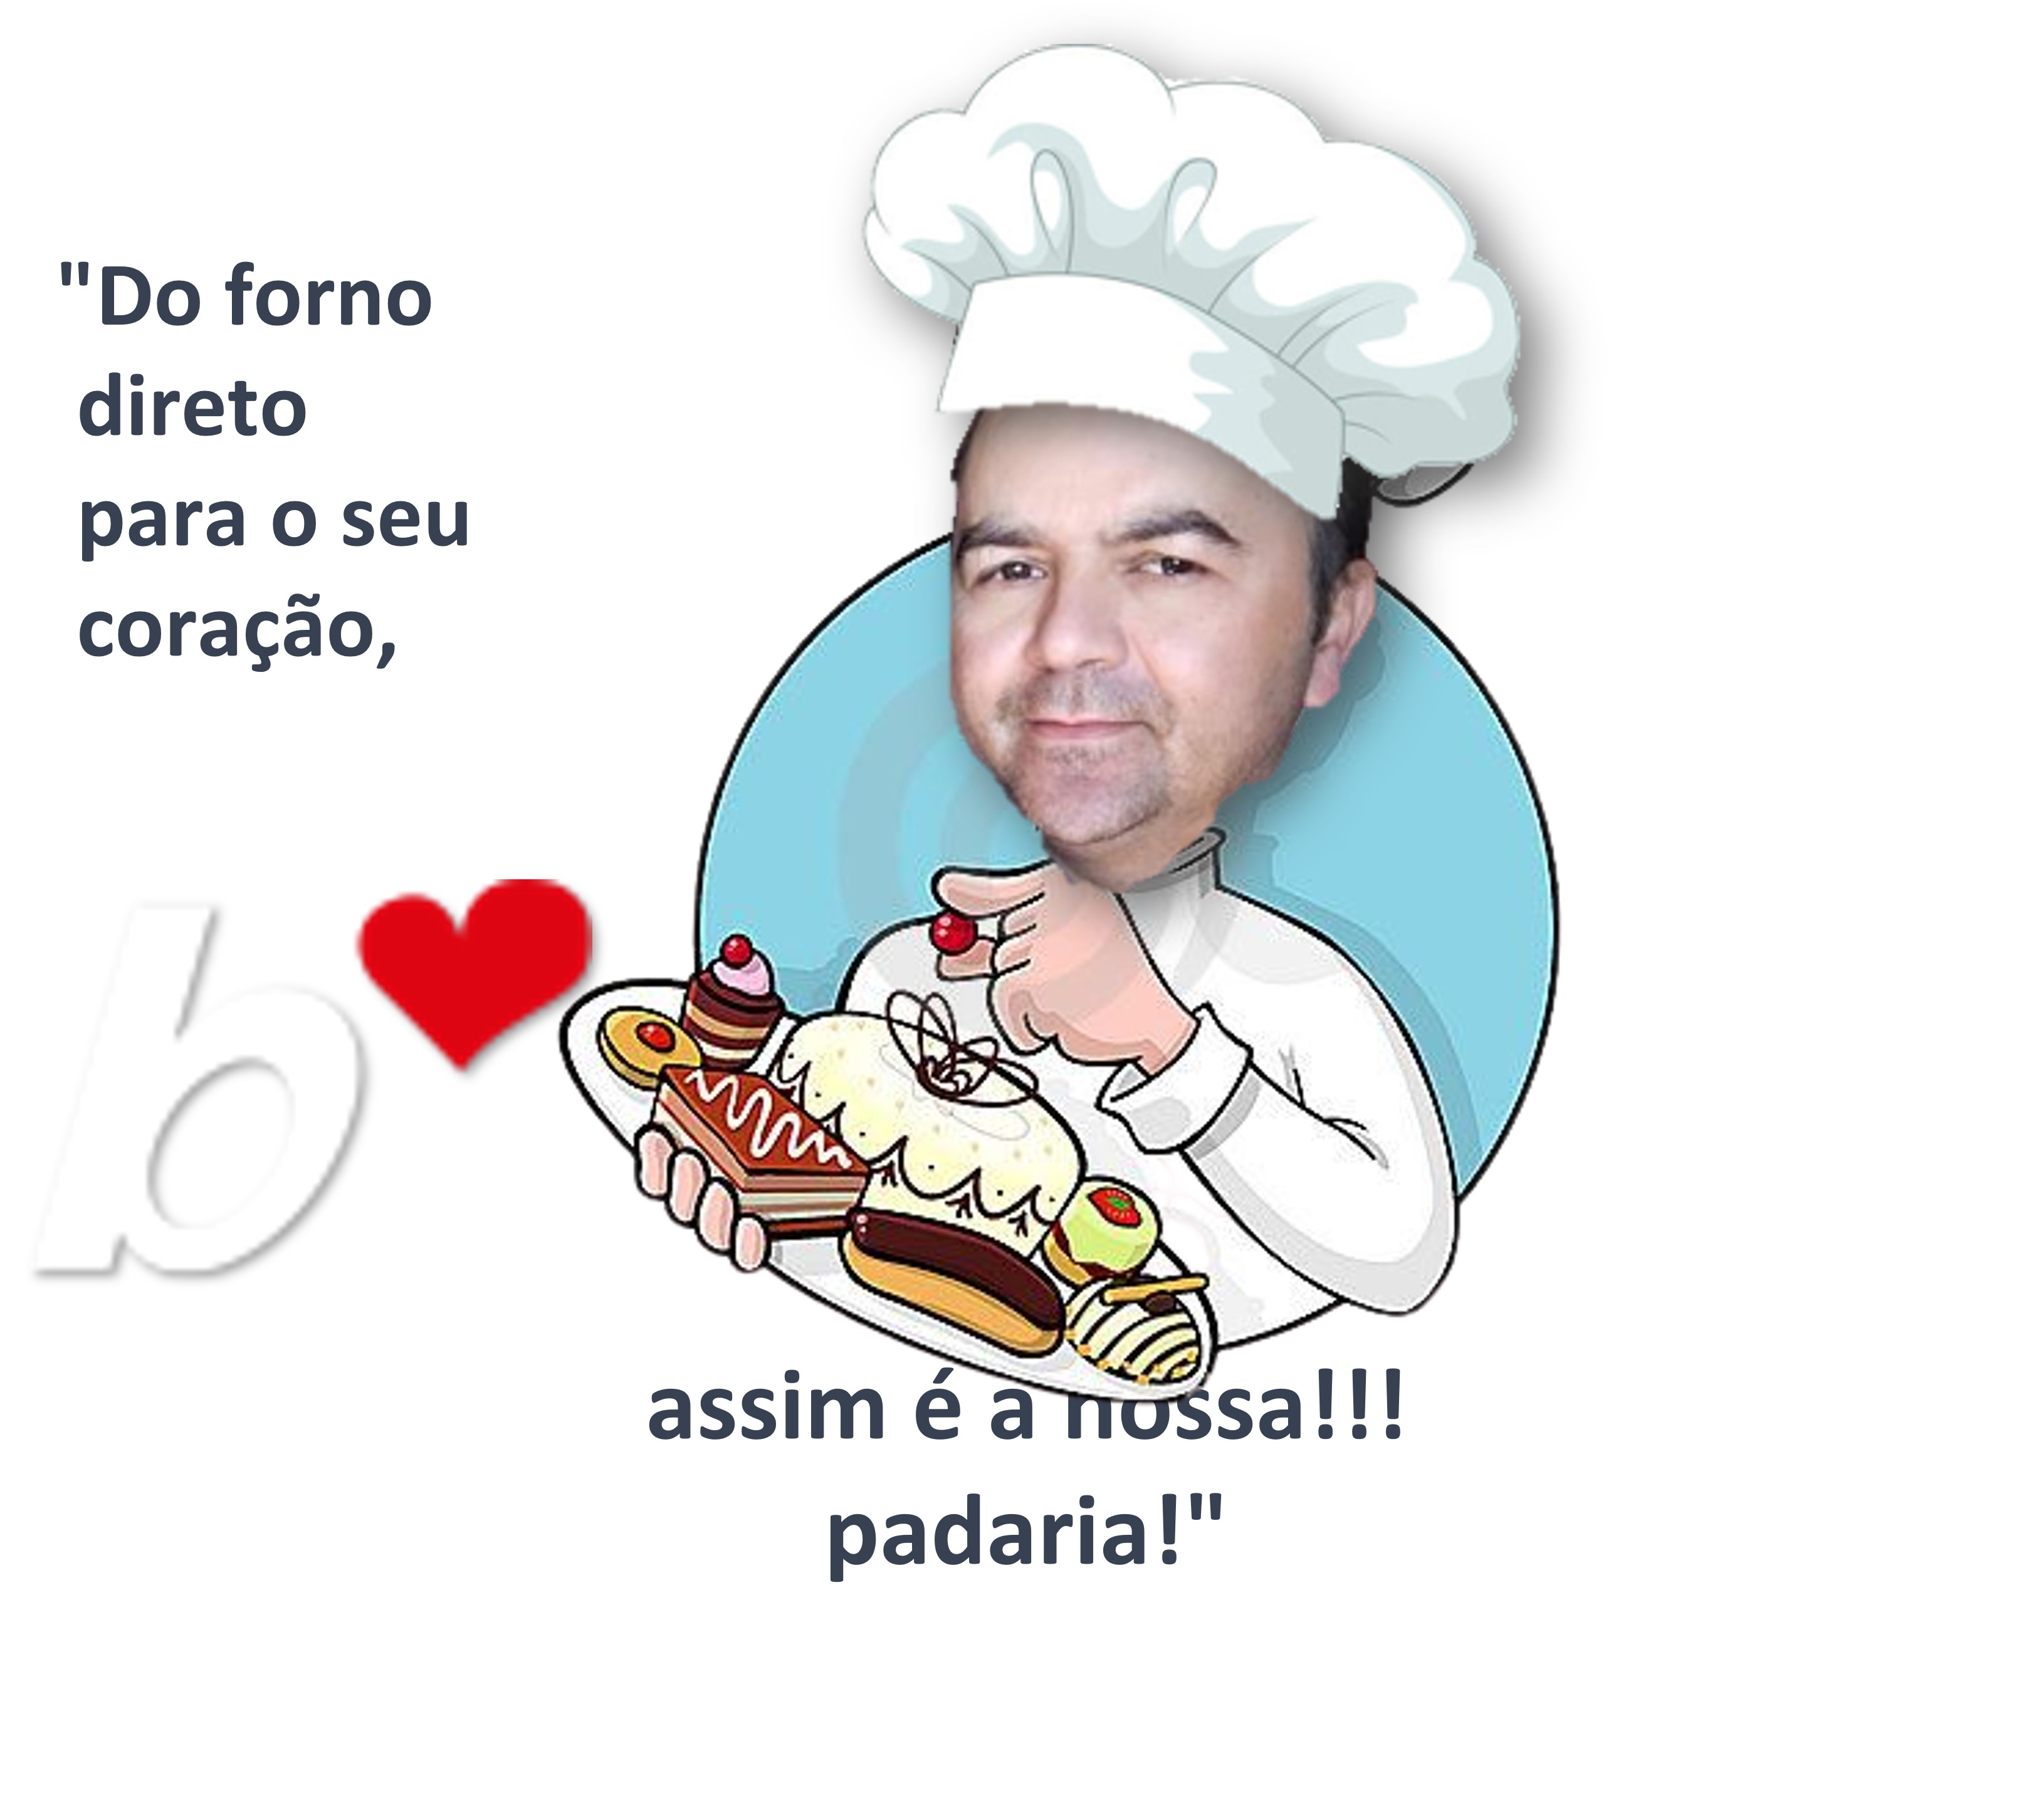 "Do forno
direto
para o seu
coração,
b
assim é a nossa!!!
padaria!"